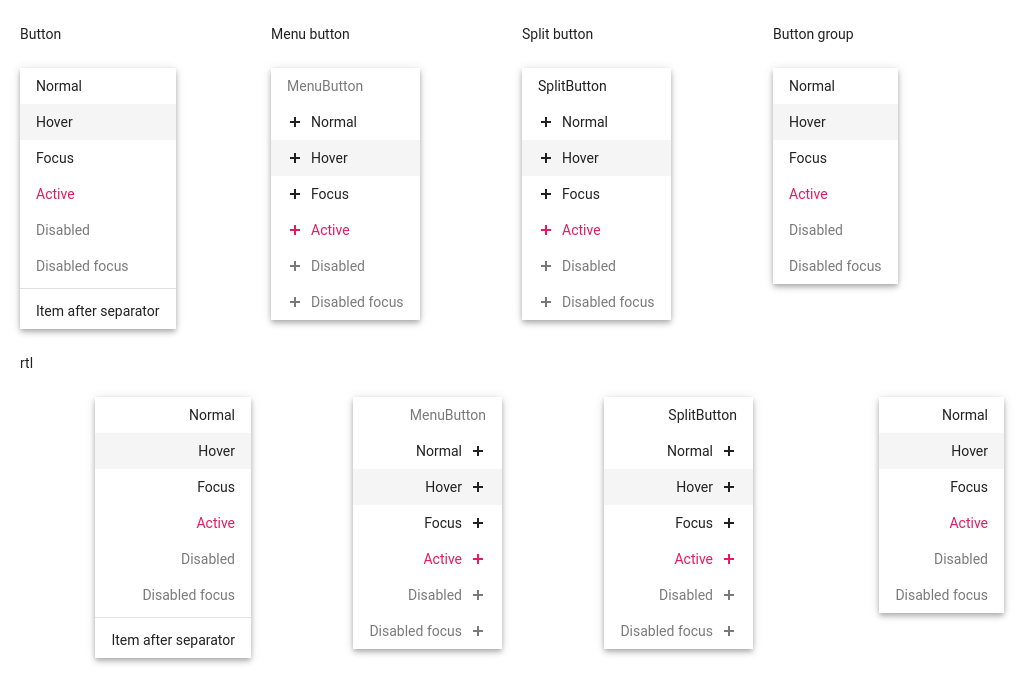 Button
Normal
Hover
Focus
Active
Disabled
Disabled focus
Item after separator
Menu button
MenuButton
Normal
Hover
Focus
Active
Disabled
Disabled focus
Split button
SplitButton
Normal
Hover
Focus
Active
Disabled
Disabled focus
Button group
Normal
Hover
Focus
Active
Disabled
Disabled focus
rtl
Normal
Hover
Focus
Active
Disabled
Disabled focus
Item after separator
MenuButton
Normal
Hover
Focus
Active
Disabled
Disabled focus
SplitButton
Normal
Hover
Focus
Active
Disabled
Disabled focus
Normal
Hover
Focus
Active
Disabled
Disabled focus